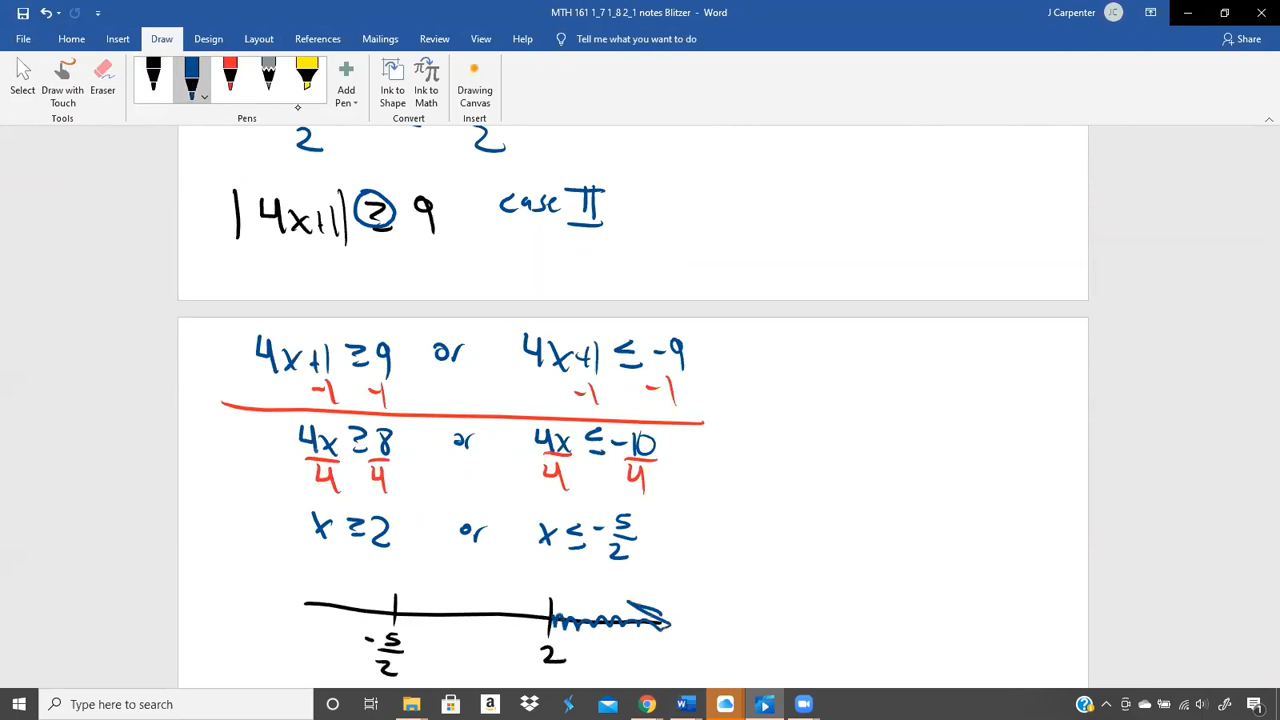 MTH 161 1_7 1_8 2_1 notes Blitzer - Word
J Carpenter JC
File Home Insert Draw Design Layout References Mailings Review View Help Tell me what you want to do Share
Select Draw with Touch Eraser Add Pen Ink to Shape Ink to Math Drawing Canvas
Tools Pens Convert Insert
2 2
|4x+1| ≥ 9 case II
4x+1 ≥ 9 or 4x+1 ≤ -9
-1 -1 -1 -1
4x ≥ 8 or 4x ≤ -10
4 4 4 4
x ≥ 2 or x ≤ -5/2
-5/2 2
Type here to search